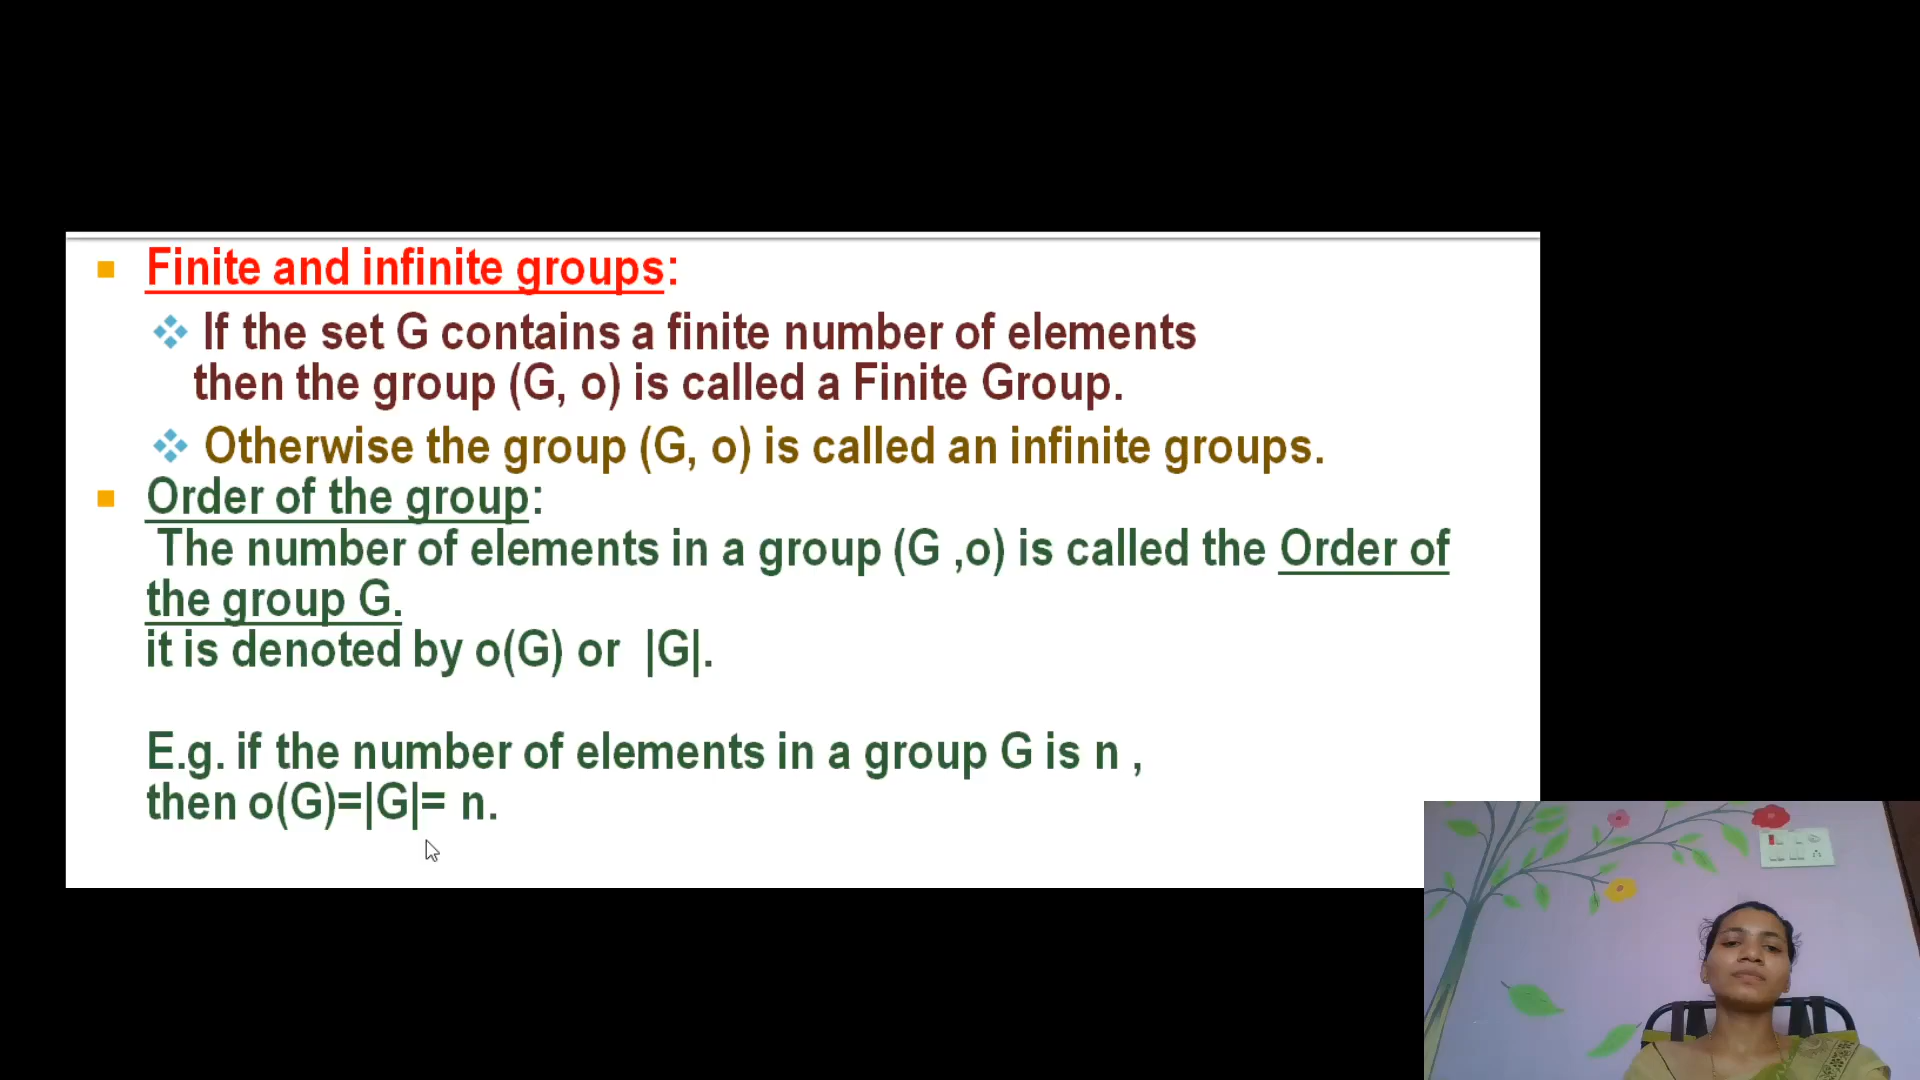 Finite and infinite groups:
If the set G contains a finite number of elements
then the group (G, o) is called a Finite Group.
Otherwise the group (G, o) is called an infinite groups.
Order of the group:
The number of elements in a group (G ,o) is called the Order of
the group G.
it is denoted by o(G) or |G|.
E.g. if the number of elements in a group G is n ,
then o(G)=|G|= n.